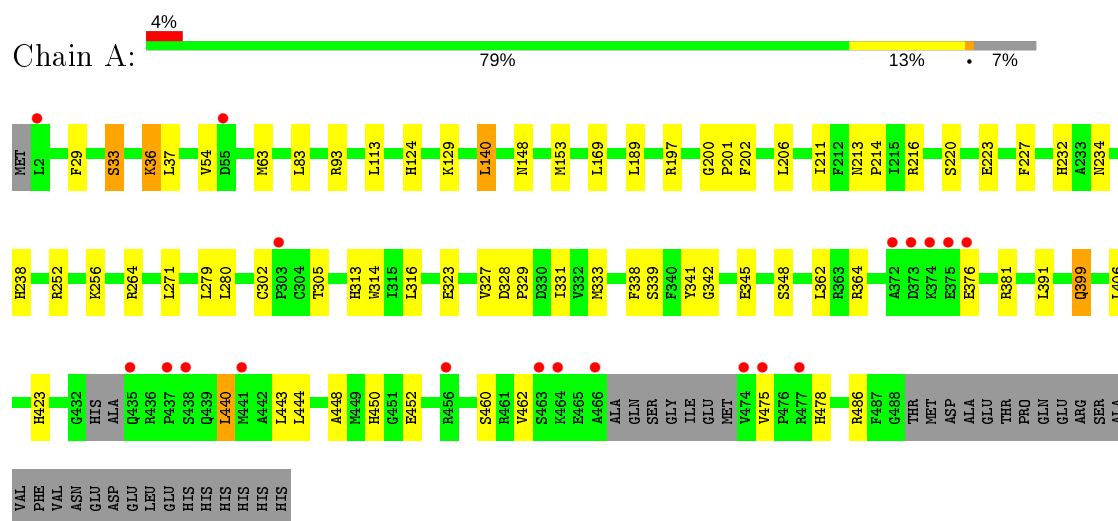 4%
Chain A:
79% 13% • 7%
MET L2 F29 S33 K36 L37 V54 D55 M63 L83 R93 L113 H124 K129 L140 N148 M153 L169 L189 R197 G200 P201 F202 L206 I211 F212 N213 P214 I215 R216 S220 E223 F227 H232 A233 N234
H238 R252 K256 R264 L271 L279 L280 C302 P303 C304 T305 H313 W314 I315 L316 E323 V327 D328 P329 D330 I331 V332 M333 F338 S339 F340 Y341 G342 E345 S348 L362 R363 R364 A372 D373 K374 E375 E376 R381 L391 Q399 L406
H423 G432 HIS ALA Q435 R436 P437 S438 Q439 L440 M441 A442 L443 L444 A448 M449 H450 G451 E452 R456 S460 R461 V462 S463 K464 E465 A466 ALA GLN SER GLY ILE GLU MET V474 V475 P476 R477 H478 R486 F487 G488 THR MET ASP ALA GLU THR PRO GLN GLU ARG SER ALA
VAL PHE VAL ASN GLU ASP GLU LEU GLU HIS HIS HIS HIS HIS HIS